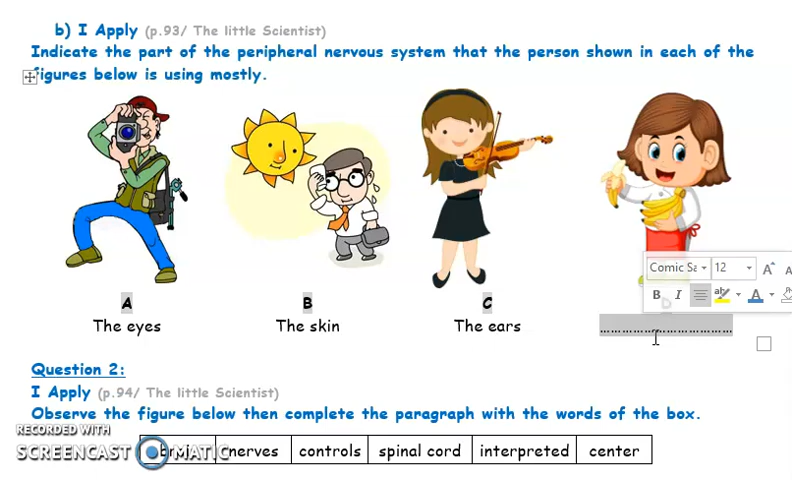 b) I Apply (p.93/ The little Scientist)
Indicate the part of the peripheral nervous system that the person shown in each of the
figures below is using mostly.
Comic Sa 12 A A
B I ab A
A B C D
The eyes The skin The ears ................................
Question 2:
I Apply (p.94/ The little Scientist)
Observe the figure below then complete the paragraph with the words of the box.
RECORDED WITH
SCREENCAST MATIC
nerves controls spinal cord interpreted center